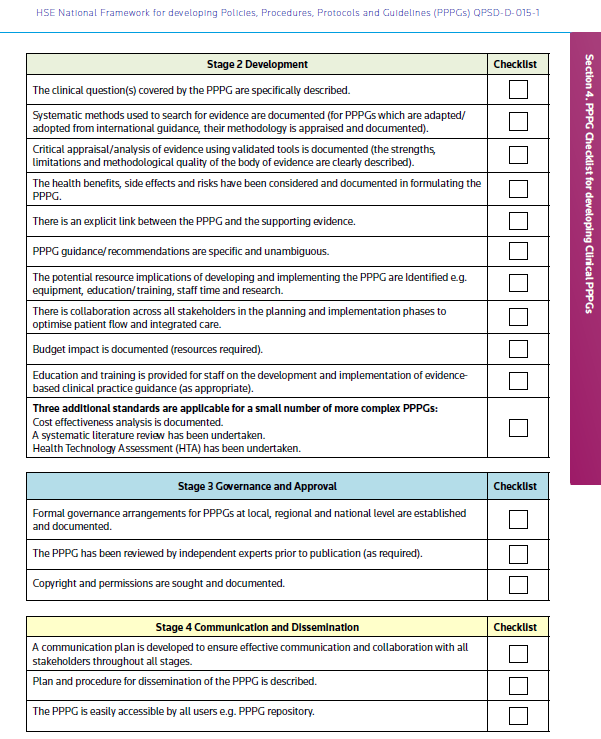 HSE National Framework for developing Policies, Procedures, Protocols and Guidelines (PPPGs) QPSD-D-015-1
Stage 2 Development
Checklist
The clinical question(s) covered by the PPPG are specifically described.
Systematic methods used to search for evidence are documented (for PPPGs which are adapted/
adopted from international guidance, their methodology is appraised and documented).
Critical appraisal/analysis of evidence using validated tools is documented (the strengths,
limitations and methodological quality of the body of evidence are clearly described).
The health benefits, side effects and risks have been considered and documented in formulating the
PPPG.
There is an explicit link between the PPPG and the supporting evidence.
PPPG guidance/recommendations are specific and unambiguous.
The potential resource implications of developing and implementing the PPPG are Identified e.g.
equipment, education/training, staff time and research.
There is collaboration across all stakeholders in the planning and implementation phases to
optimise patient flow and integrated care.
Budget impact is documented (resources required).
Education and training is provided for staff on the development and implementation of evidence-
based clinical practice guidance (as appropriate).
Three additional standards are applicable for a small number of more complex PPPGs:
Cost effectiveness analysis is documented.
A systematic literature review has been undertaken.
Health Technology Assessment (HTA) has been undertaken.
Stage 3 Governance and Approval
Checklist
Formal governance arrangements for PPPGs at local, regional and national level are established
and documented.
The PPPG has been reviewed by independent experts prior to publication (as required).
Copyright and permissions are sought and documented.
Stage 4 Communication and Dissemination
Checklist
A communication plan is developed to ensure effective communication and collaboration with all
stakeholders throughout all stages.
Plan and procedure for dissemination of the PPPG is described.
The PPPG is easily accessible by all users e.g. PPPG repository.
Section 4. PPPG Checklist for developing Clinical PPPGs